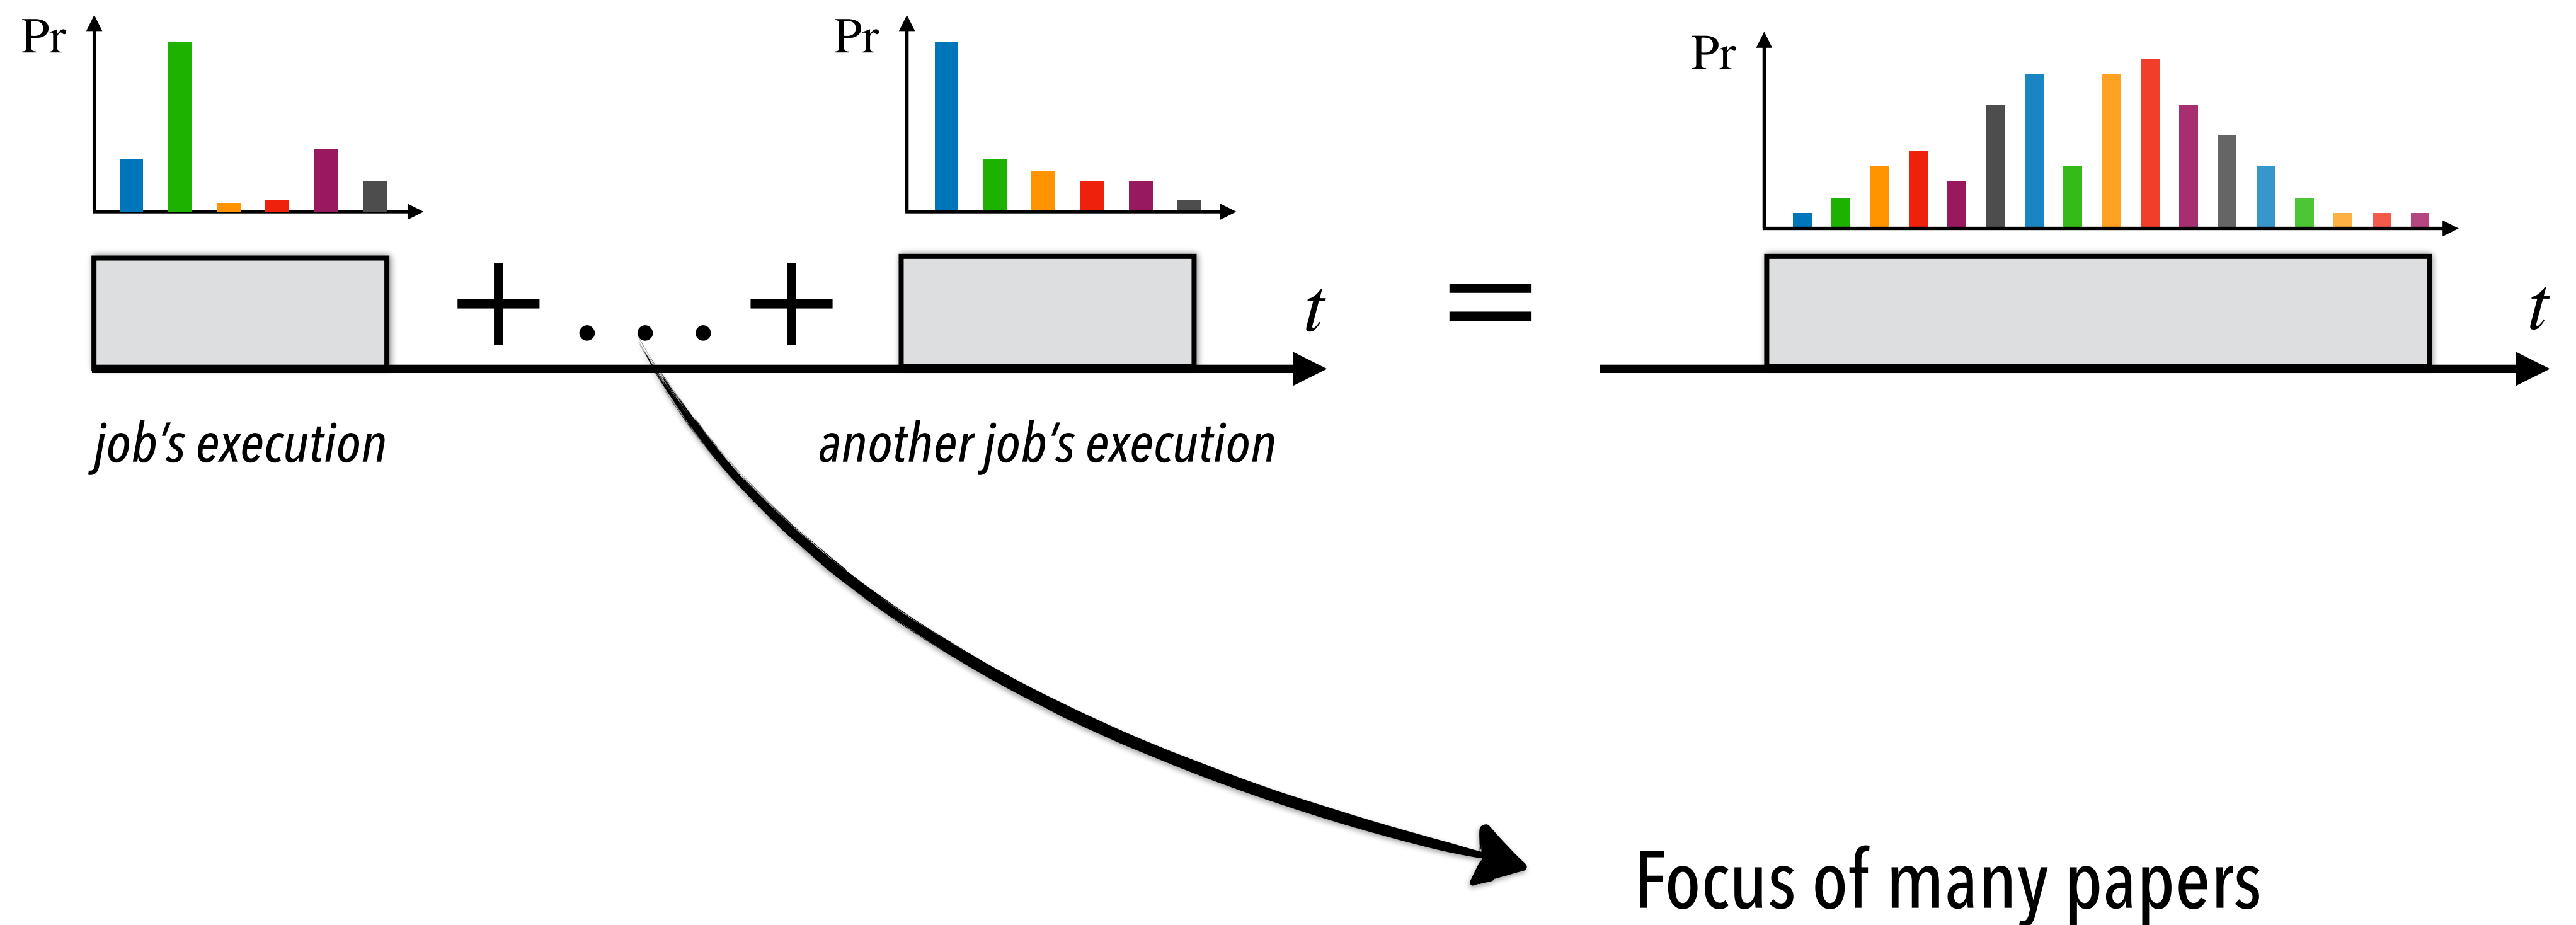 Pr
Pr
Pr
+ . . . +
t
=
t
job's execution
another job's execution
Focus of many papers